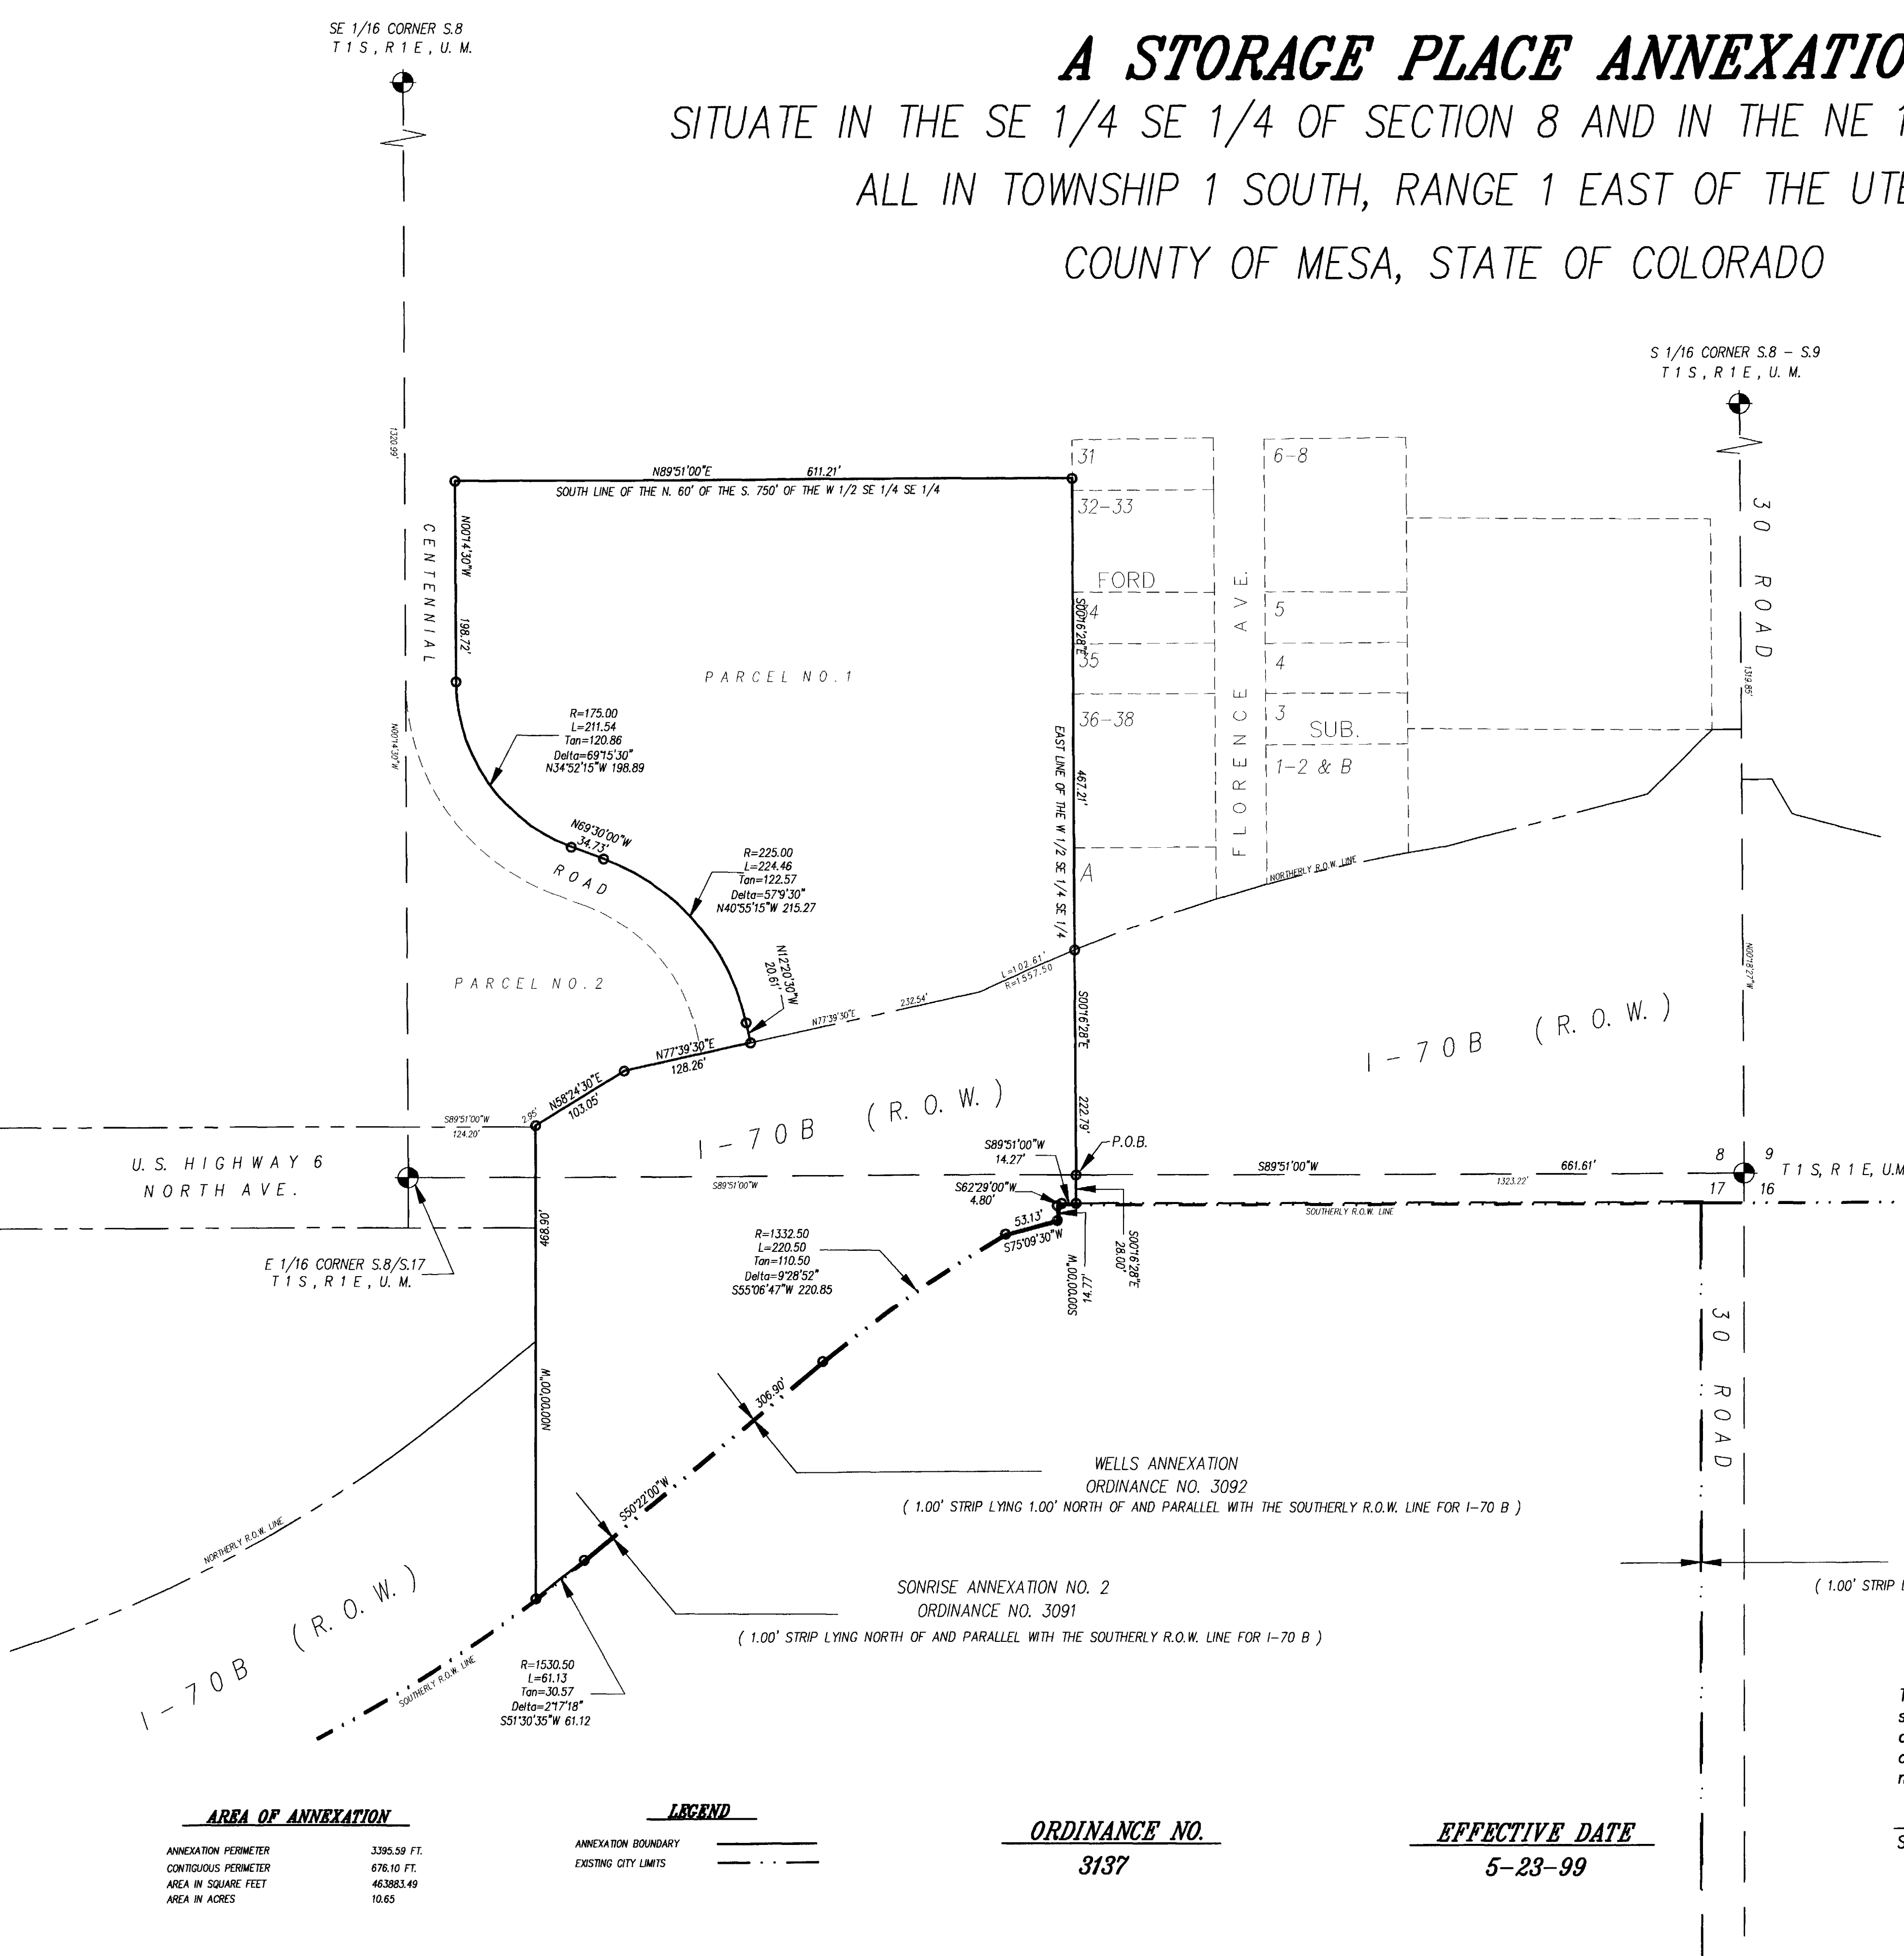 SE 1/16 CORNER S.8
T 1 S , R 1 E , U. M.
A STORAGE PLACE ANNEXATIO
SITUATE IN THE SE 1/4 SE 1/4 OF SECTION 8 AND IN THE NE 1
ALL IN TOWNSHIP 1 SOUTH, RANGE 1 EAST OF THE UTE
COUNTY OF MESA, STATE OF COLORADO
S 1/16 CORNER S.8 - S.9
T 1 S , R 1 E , U. M.
1320.99'
N89°51'00"E 611.21'
SOUTH LINE OF THE N. 60' OF THE S. 750' OF THE W 1/2 SE 1/4 SE 1/4
31
6-8
32-33
FORD
34
5
35
4
36-38
3
SUB.
1-2 & B
A
FLORENCE AVE.
30 ROAD
1319.85'
N00°18'27"W
CENTENNIAL
N00°14'30"W
198.72'
N00°14'30"W
S00°16'28"E
467.21'
EAST LINE OF THE W 1/2 SE 1/4 SE 1/4
PARCEL NO.1
R=175.00
L=211.54
Tan=120.86
Delta=69°15'30"
N34°52'15"W 198.89
N69°30'00"W
34.73'
ROAD
R=225.00
L=224.46
Tan=122.57
Delta=57°9'30"
N40°55'15"W 215.27
NORTHERLY R.O.W. LINE
N12°20'30"W
20.61'
PARCEL NO.2
L=102.61'
R=1557.50
232.54'
N77°39'30"E
N77°39'30"E
128.26'
N58°24'30"E
103.05'
2.95'
S89°51'00"W
124.20'
S00°16'28"E
222.79'
I-70B (R.O.W.)
I-70B (R.O.W.)
U.S. HIGHWAY 6
NORTH AVE.
S89°51'00"W
14.27'
P.O.B.
S89°51'00"W
S89°51'00"W 661.61'
1323.22'
8 9
17 16
T 1 S, R 1 E, U.M
S62°29'00"W
4.80'
SOUTHERLY R.O.W. LINE
53.13'
S75°09'30"W
14.77'
S00°00'00"W
S00°16'28"E
28.00'
468.90'
N00°00'00"W
E 1/16 CORNER S.8/S.17
T 1 S , R 1 E , U. M.
R=1332.50
L=220.50
Tan=110.50
Delta=9°28'52"
S55°06'47"W 220.85
30 ROAD
306.90'
WELLS ANNEXATION
ORDINANCE NO. 3092
( 1.00' STRIP LYING 1.00' NORTH OF AND PARALLEL WITH THE SOUTHERLY R.O.W. LINE FOR I-70 B )
S50°22'00"W
NORTHERLY R.O.W. LINE
SONRISE ANNEXATION NO. 2
ORDINANCE NO. 3091
( 1.00' STRIP LYING NORTH OF AND PARALLEL WITH THE SOUTHERLY R.O.W. LINE FOR I-70 B )
( 1.00' STRIP
I-70B (R.O.W.)
SOUTHERLY R.O.W. LINE
R=1530.50
L=61.13
Tan=30.57
Delta=2°17'18"
S51°30'35"W 61.12
AREA OF ANNEXATION
ANNEXATION PERIMETER 3395.59 FT.
CONTIGUOUS PERIMETER 676.10 FT.
AREA IN SQUARE FEET 463883.49
AREA IN ACRES 10.65
LEGEND
ANNEXATION BOUNDARY
EXISTING CITY LIMITS
ORDINANCE NO.
3137
EFFECTIVE DATE
5-23-99